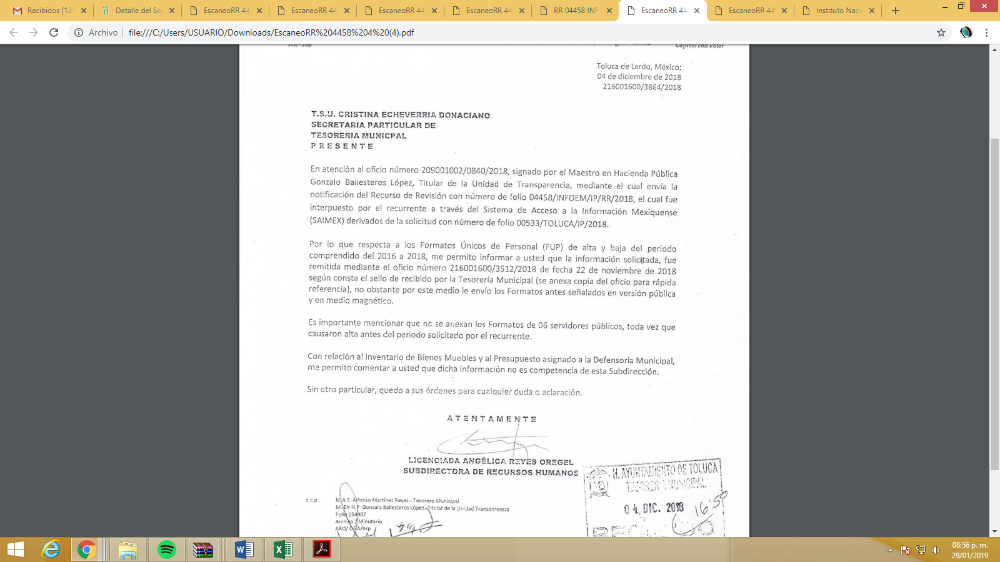 Recibidos (125
Detalle del Se
EscaneoRR 44
EscaneoRR 44
EscaneoRR 44
EscaneoRR 44
RR 04458 INF
EscaneoRR 44
EscaneoRR 44
Instituto Nacio
Archivo
file:///C:/Users/USUARIO/Downloads/EscaneoRR%204458%204%20(4).pdf
2016 - 2018
Capital con valor
Toluca de Lerdo, México;
04 de diciembre de 2018
216001600/3864/2018
T.S.U. CRISTINA ECHEVERRIA DONACIANO
SECRETARIA PARTICULAR DE
TESORERIA MUNICPAL
P R E S E N T E
En atención al oficio número 209001002/0840/2018, signado por el Maestro en Hacienda Pública
Gonzalo Ballesteros López, Titular de la Unidad de Transparencia, mediante el cual envía la
notificación del Recurso de Revisión con número de folio 04458/INFOEM/IP/RR/2018, el cual fue
interpuesto por el recurrente a través del Sistema de Acceso a la Información Mexiquense
(SAIMEX) derivados de la solicitud con número de folio 00533/TOLUCA/IP/2018.
Por lo que respecta a los Formatos Únicos de Personal (FUP) de alta y baja del periodo
comprendido del 2016 a 2018, me permito informar a usted que la información solicitada, fue
remitida mediante el oficio número 216001600/3512/2018 de fecha 22 de noviembre de 2018
según consta el sello de recibido por la Tesorería Municipal (se anexa copia del oficio para rápida
referencia), no obstante por este medio le envío los Formatos antes señalados en versión pública
y en medio magnético.
Es importante mencionar que no se anexan los Formatos de 06 servidores públicos, toda vez que
causaron alta antes del periodo solicitado por el recurrente.
Con relación al Inventario de Bienes Muebles y al Presupuesto asignado a la Defensoría Municipal,
me permito comentar a usted que dicha información no es competencia de esta Subdirección.
Sin otro particular, quedo a sus órdenes para cualquier duda o aclaración.
A T E N T A M E N T E
LICENCIADA ANGÉLICA REYES OREGEL
SUBDIRECTORA DE RECURSOS HUMANOS
H. AYUNTAMIENTO DE TOLUCA
TESORERIA MUNICIPAL
04 DIC. 2018
16:50
c.c.p.
M.A.E. Alfonso Martínez Reyes.- Tesorero Municipal
M. EN H.P. Gonzalo Ballesteros López.-Titular de la Unidad Transparencia
Folio 154407
Archivo / Minutario
ARO/ OGA/orp
08:56 p. m.
29/01/2019